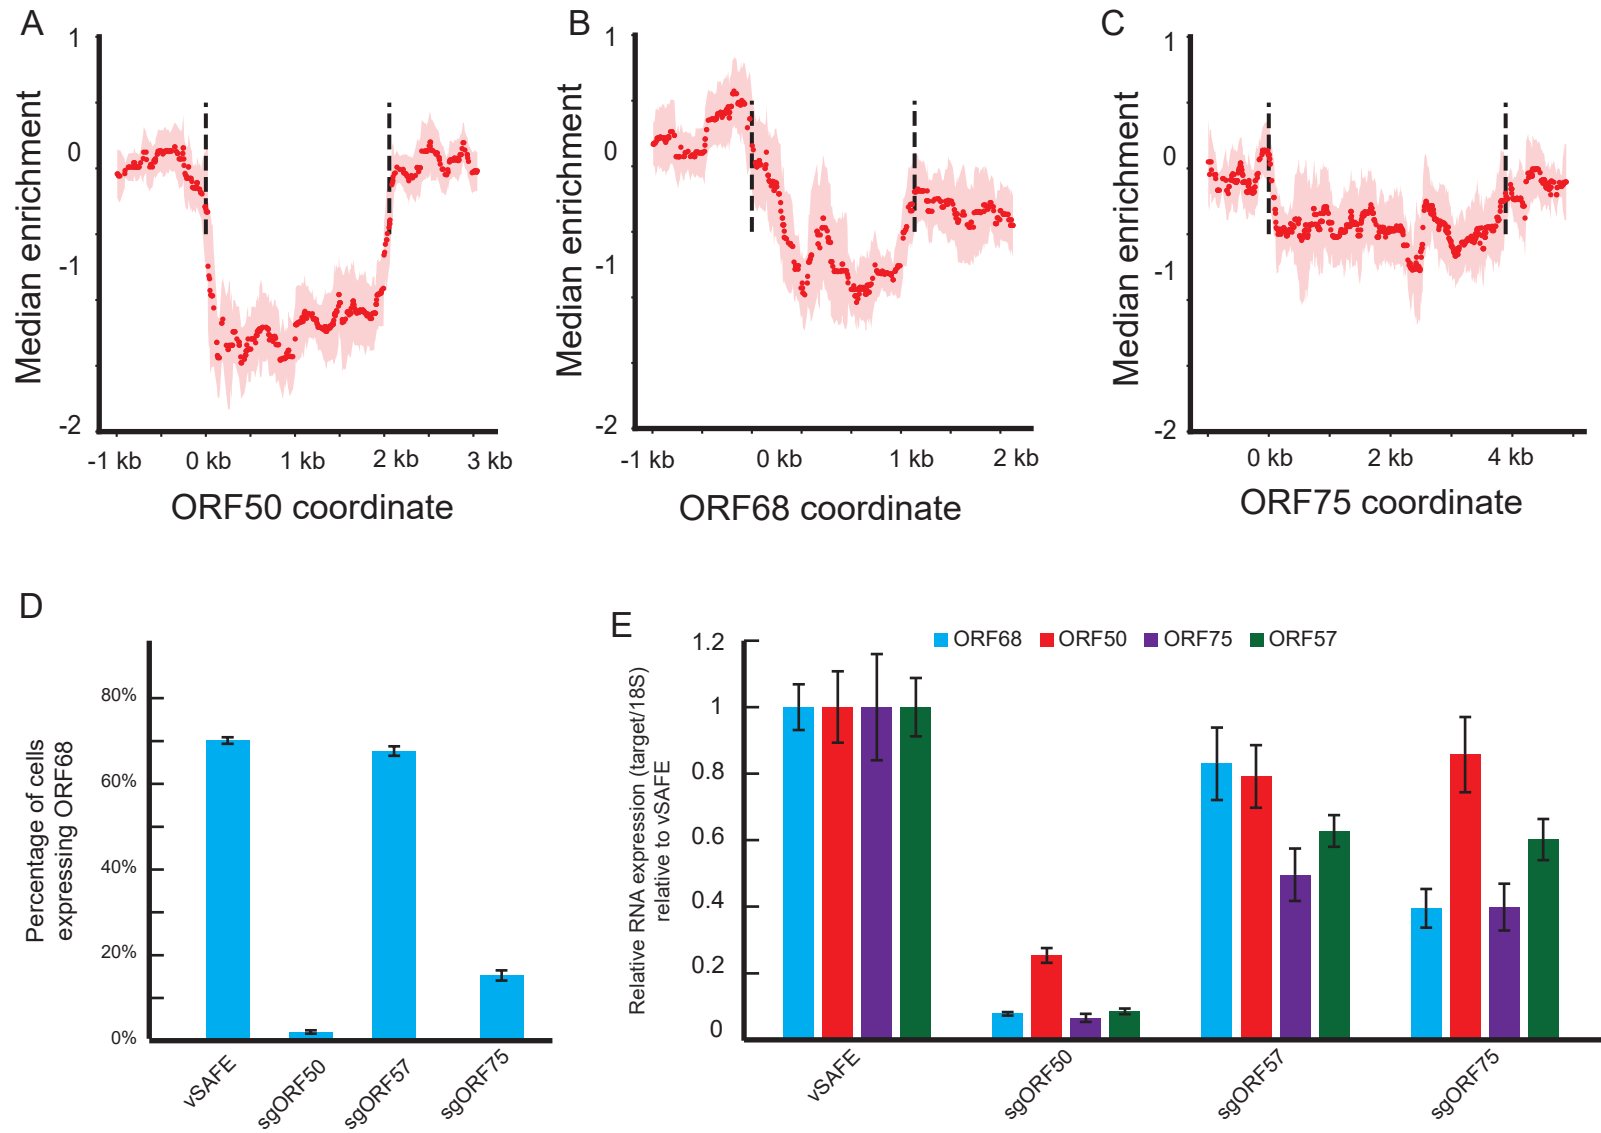 A
1
0
-1
-2
Median enrichment
-1 kb 0 kb 1 kb 2 kb 3 kb
ORF50 coordinate
B
1
0
-1
-2
Median enrichment
-1 kb 0 kb 1 kb 2 kb
ORF68 coordinate
C
1
0
-1
-2
Median enrichment
0 kb 2 kb 4 kb
ORF75 coordinate
D
80%
60%
40%
20%
0%
Percentage of cells
expressing ORF68
vSAFE sgORF50 sgORF57 sgORF75
E
ORF68 ORF50 ORF75 ORF57
1.2
1
0.8
0.6
0.4
0.2
0
Relative RNA expression (target/18S)
relative to vSAFE
vSAFE sgORF50 sgORF57 sgORF75